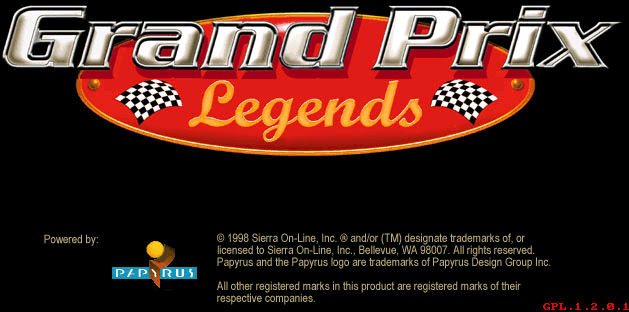 Grand Prix
Legends
Powered by:
PAPYRUS
© 1998 Sierra On-Line, Inc. ® and/or (TM) designate trademarks of, or
licensed to Sierra On-Line, Inc., Bellevue, WA 98007. All rights reserved.
Papyrus and the Papyrus logo are trademarks of Papyrus Design Group Inc.
All other registered marks in this product are registered marks of their
respective companies.
GPL.1.2.0.1